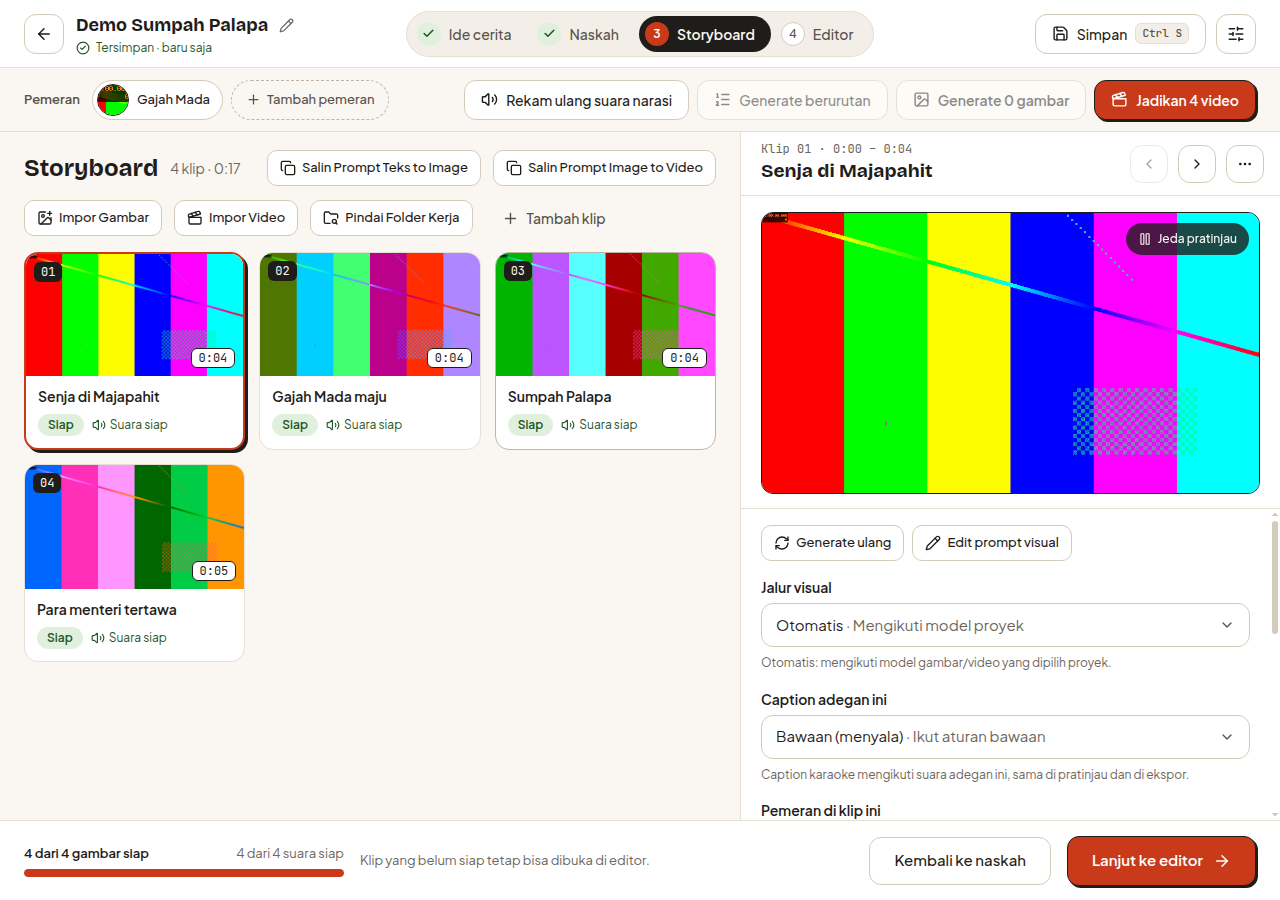 Demo Sumpah Palapa
Tersimpan · baru saja
Ide cerita
Naskah
3 Storyboard
4 Editor
Simpan Ctrl S
Pemeran
Gajah Mada
Tambah pemeran
Rekam ulang suara narasi
Generate berurutan
Generate 0 gambar
Jadikan 4 video
Storyboard 4 klip · 0:17
Salin Prompt Teks to Image
Salin Prompt Image to Video
Impor Gambar
Impor Video
Pindai Folder Kerja
Tambah klip
01
0:04
Senja di Majapahit
Siap Suara siap
02
0:04
Gajah Mada maju
Siap Suara siap
03
0:04
Sumpah Palapa
Siap Suara siap
04
0:05
Para menteri tertawa
Siap Suara siap
Klip 01 · 0:00 – 0:04
Senja di Majapahit
Jeda pratinjau
Generate ulang
Edit prompt visual
Jalur visual
Otomatis · Mengikuti model proyek
Otomatis: mengikuti model gambar/video yang dipilih proyek.
Caption adegan ini
Bawaan (menyala) · Ikut aturan bawaan
Caption karaoke mengikuti suara adegan ini, sama di pratinjau dan di ekspor.
Pemeran di klip ini
4 dari 4 gambar siap
4 dari 4 suara siap
Klip yang belum siap tetap bisa dibuka di editor.
Kembali ke naskah
Lanjut ke editor